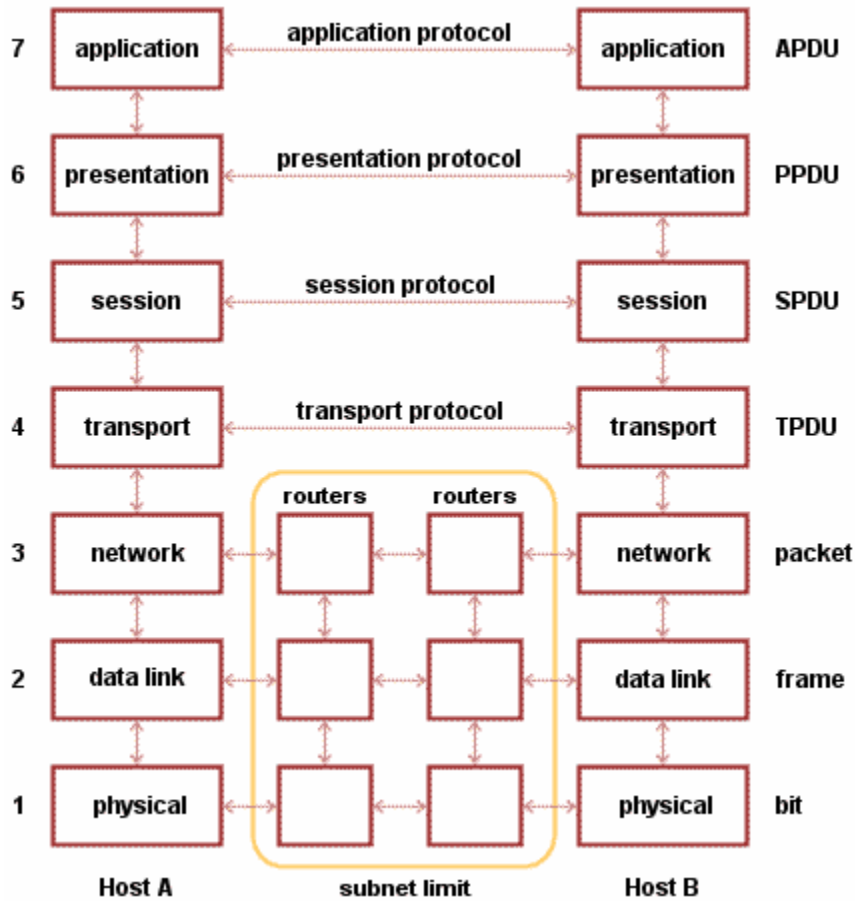 7 application application protocol application APDU
6 presentation presentation protocol presentation PPDU
5 session session protocol session SPDU
4 transport transport protocol transport TPDU
routers routers
3 network network packet
2 data link data link frame
1 physical physical bit
Host A subnet limit Host B